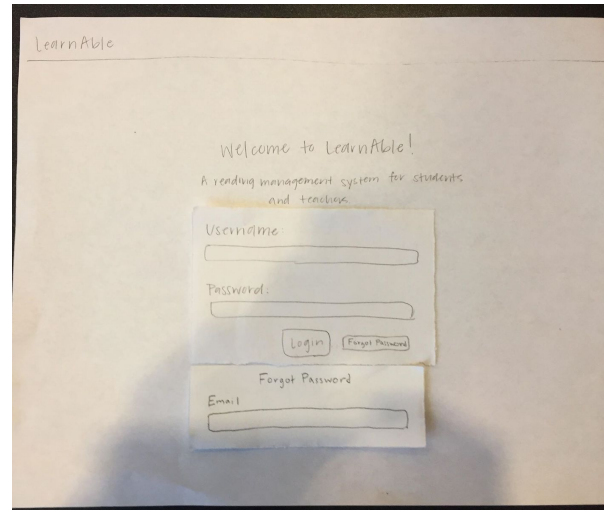 LearnAble
Welcome to LearnAble!
A reading management system for students
and teachers
Username:
Password:
Login Forgot Password
Forgot Password
Email